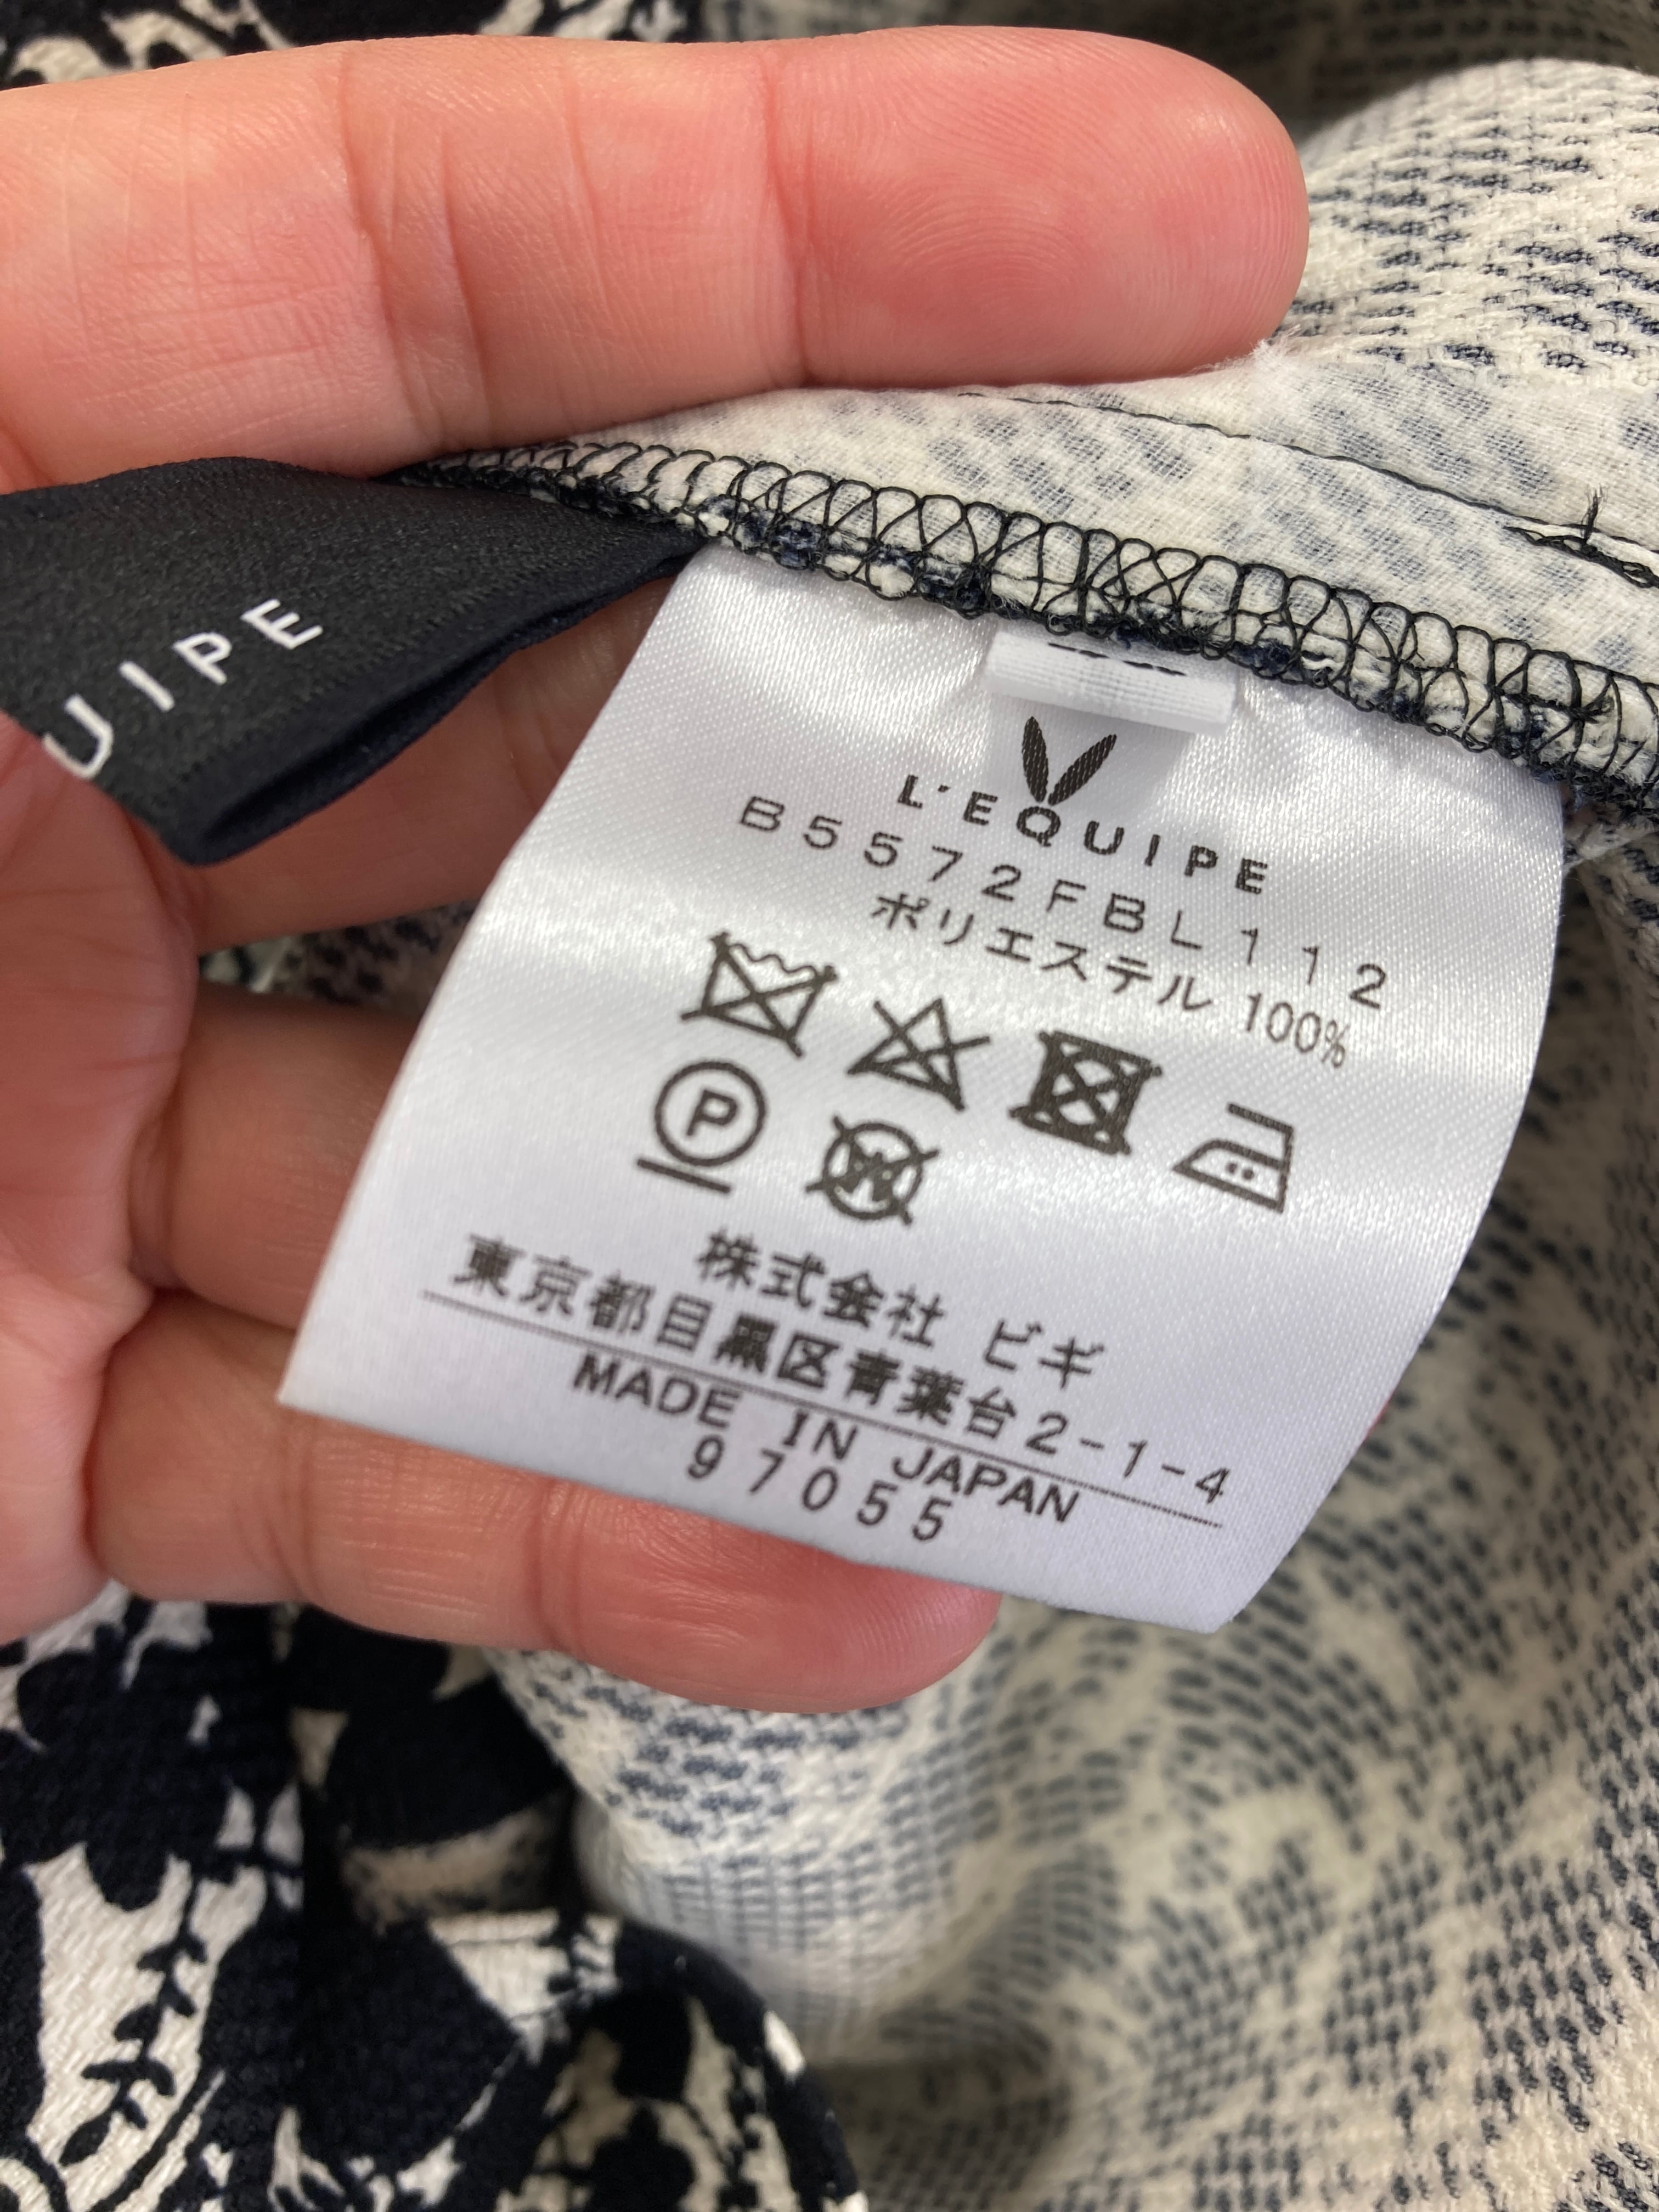 UIPE
L'EQUIPE
B5572FBL112
ポリエステル 100%
P
W
株式会社 ビギ
東京都目黒区青葉台2-1-4
MADE IN JAPAN
97055